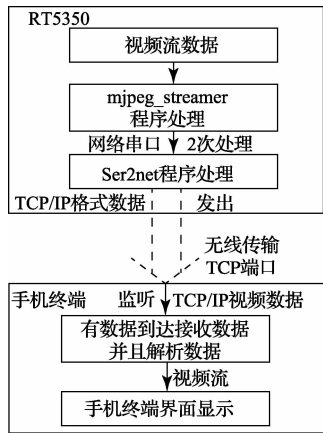 RT5350
视频流数据
mjpeg_streamer
程序处理
网络串口 2次处理
Ser2net程序处理
TCP/IP格式数据 发出
无线传输
TCP端口
手机终端 监听 TCP/IP视频数据
有数据到达接收数据
并且解析数据
视频流
手机终端界面显示